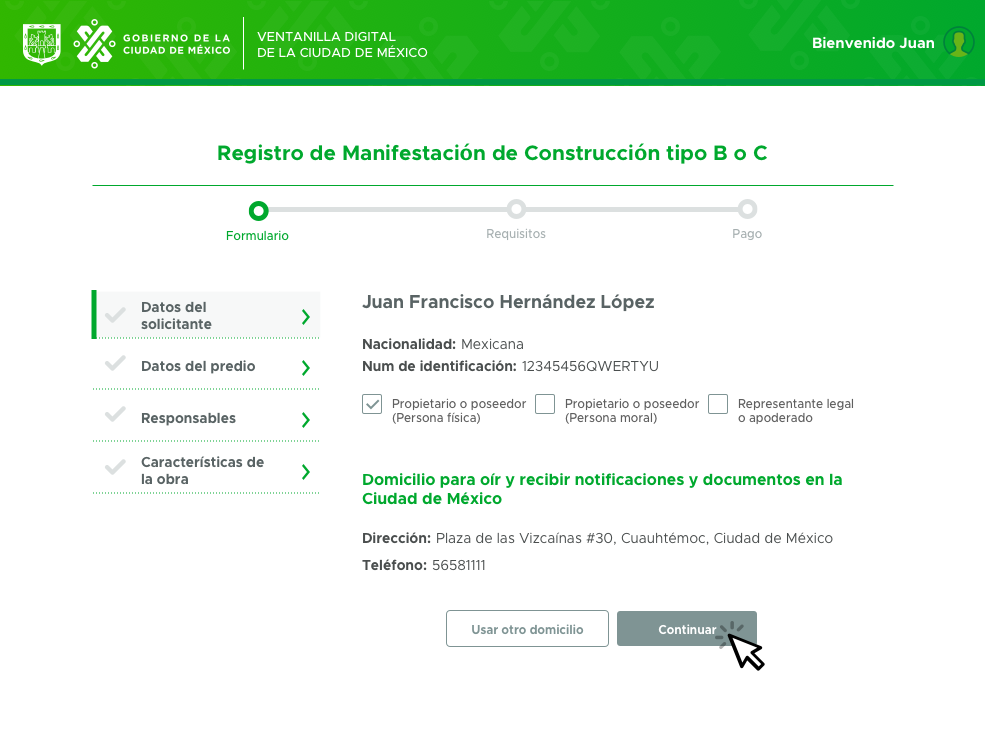 GOBIERNO DE LA
CIUDAD DE MÉXICO
VENTANILLA DIGITAL
DE LA CIUDAD DE MÉXICO
Bienvenido Juan
Registro de Manifestación de Construcción tipo B o C
Formulario
Requisitos
Pago
Datos del
solicitante
Datos del predio
Responsables
Características de
la obra
Juan Francisco Hernández López
Nacionalidad: Mexicana
Num de identificación: 12345456QWERTYU
Propietario o poseedor
(Persona física)
Propietario o poseedor
(Persona moral)
Representante legal
o apoderado
Domicilio para oír y recibir notificaciones y documentos en la
Ciudad de México
Dirección: Plaza de las Vizcaínas #30, Cuauhtémoc, Ciudad de México
Teléfono: 56581111
Usar otro domicilio
Continuar